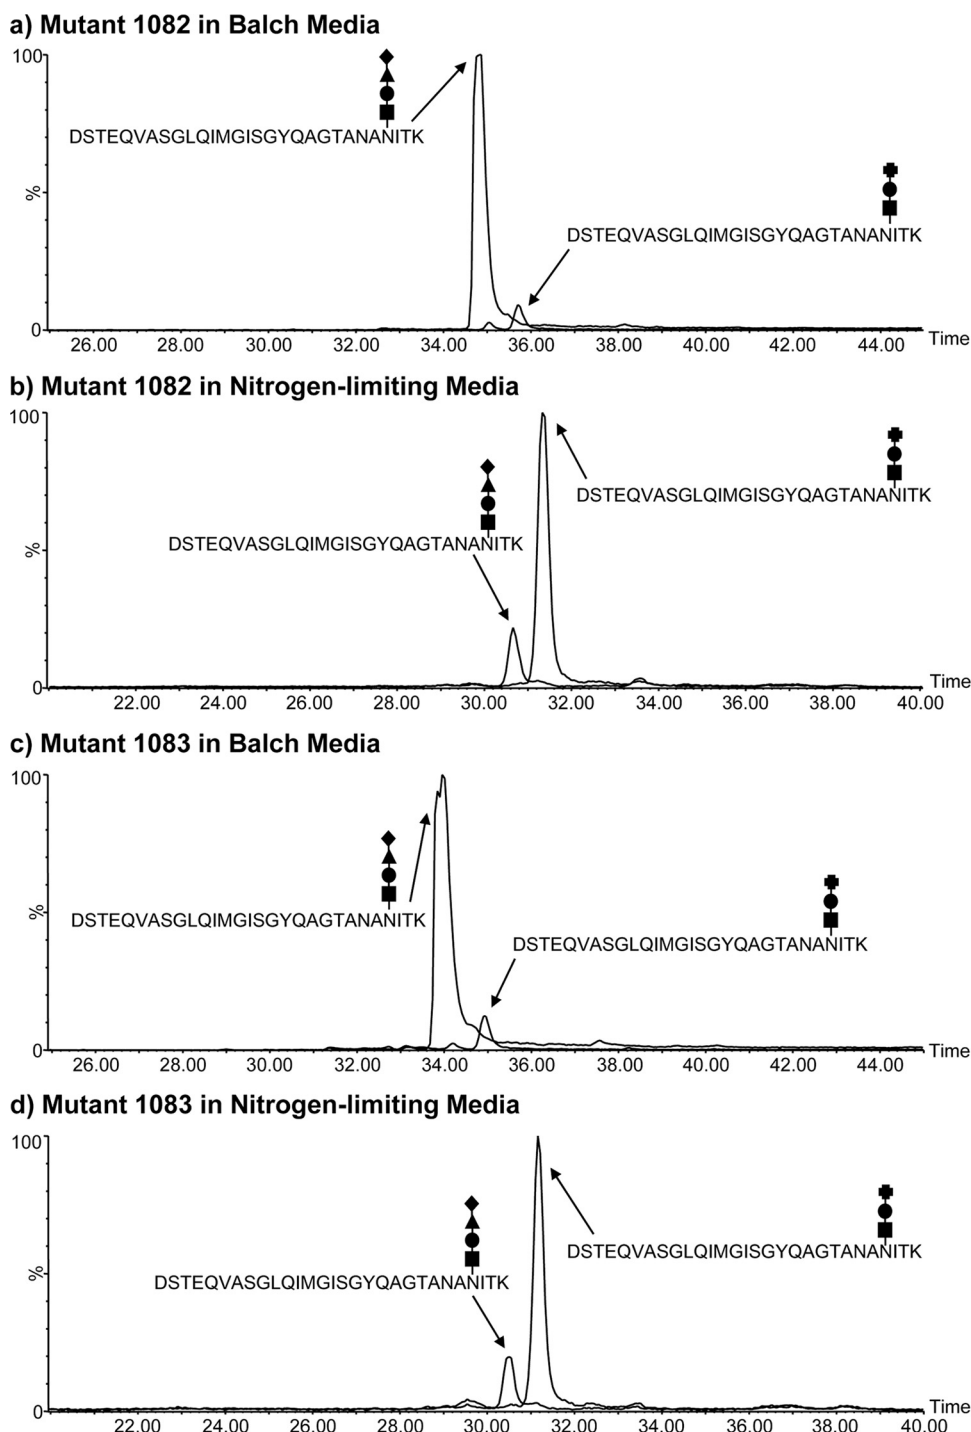 a) Mutant 1082 in Balch Media
100
DSTEQVASGLQIMGISGYQAGTANANITK
%
DSTEQVASGLQIMGISGYQAGTANANITK
0
26.00 28.00 30.00 32.00 34.00 36.00 38.00 40.00 42.00 44.00 Time
b) Mutant 1082 in Nitrogen-limiting Media
100
DSTEQVASGLQIMGISGYQAGTANANITK
DSTEQVASGLQIMGISGYQAGTANANITK
%
0
22.00 24.00 26.00 28.00 30.00 32.00 34.00 36.00 38.00 40.00 Time
c) Mutant 1083 in Balch Media
100
%
DSTEQVASGLQIMGISGYQAGTANANITK
DSTEQVASGLQIMGISGYQAGTANANITK
0
26.00 28.00 30.00 32.00 34.00 36.00 38.00 40.00 42.00 44.00 Time
d) Mutant 1083 in Nitrogen-limiting Media
100
DSTEQVASGLQIMGISGYQAGTANANITK
%
DSTEQVASGLQIMGISGYQAGTANANITK
0
22.00 24.00 26.00 28.00 30.00 32.00 34.00 36.00 38.00 40.00 Time